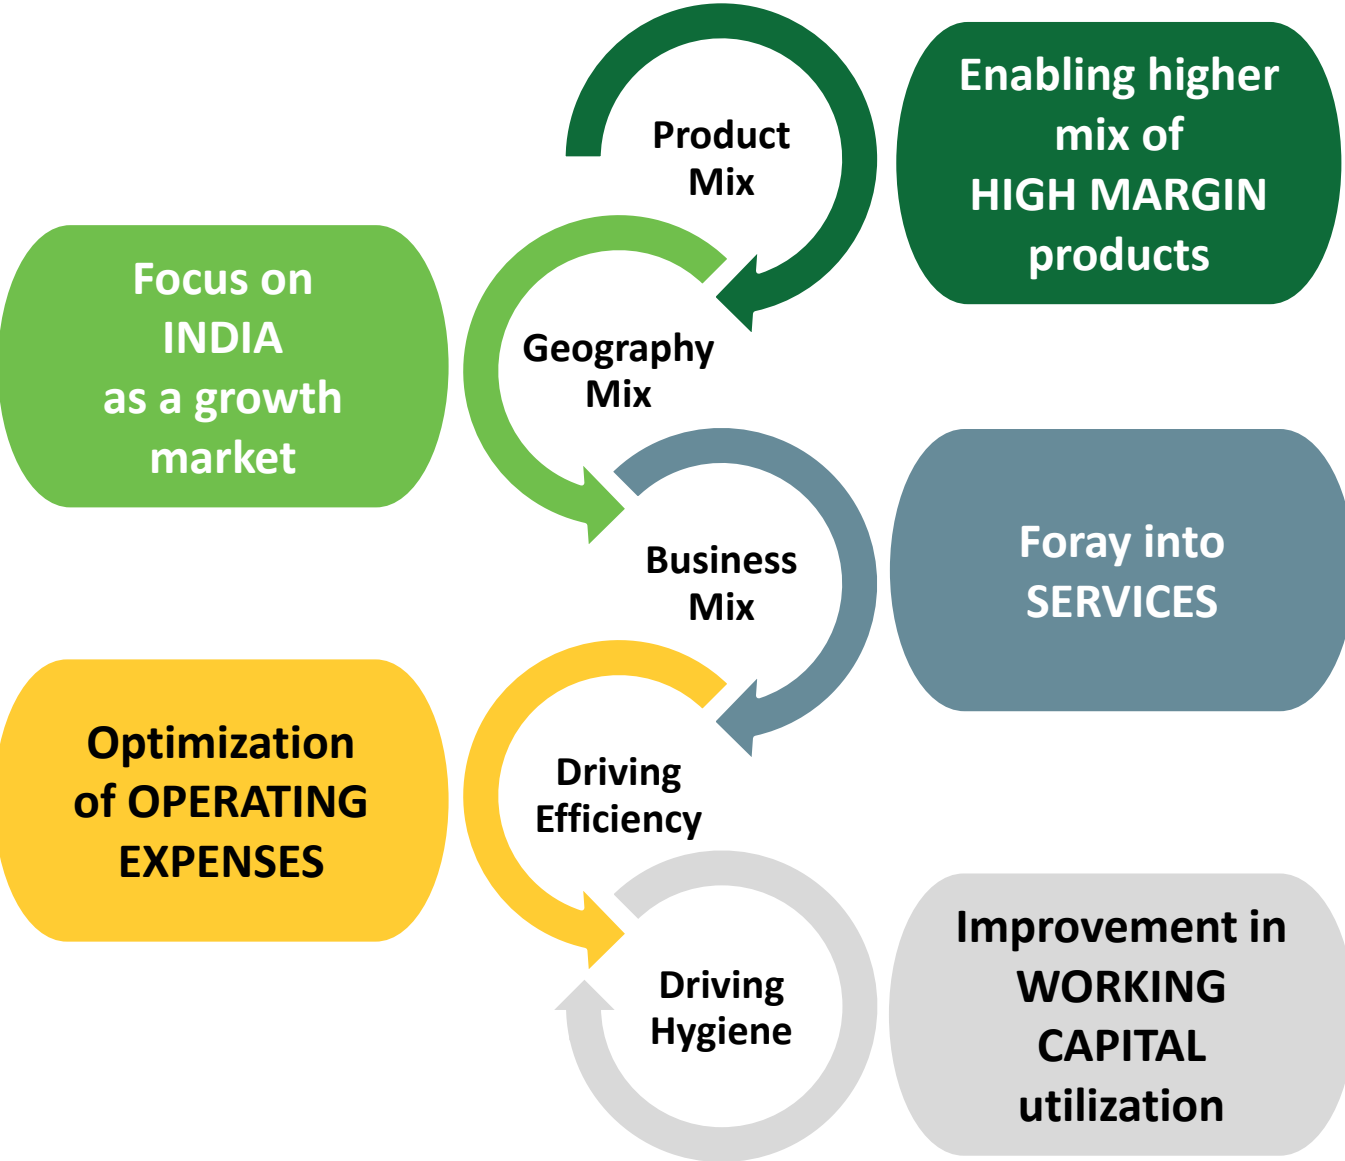 Product
Mix
Enabling higher
mix of
HIGH MARGIN
products
Focus on
INDIA
as a growth
market
Geography
Mix
Business
Mix
Foray into
SERVICES
Optimization
of OPERATING
EXPENSES
Driving
Efficiency
Driving
Hygiene
Improvement in
WORKING
CAPITAL
utilization